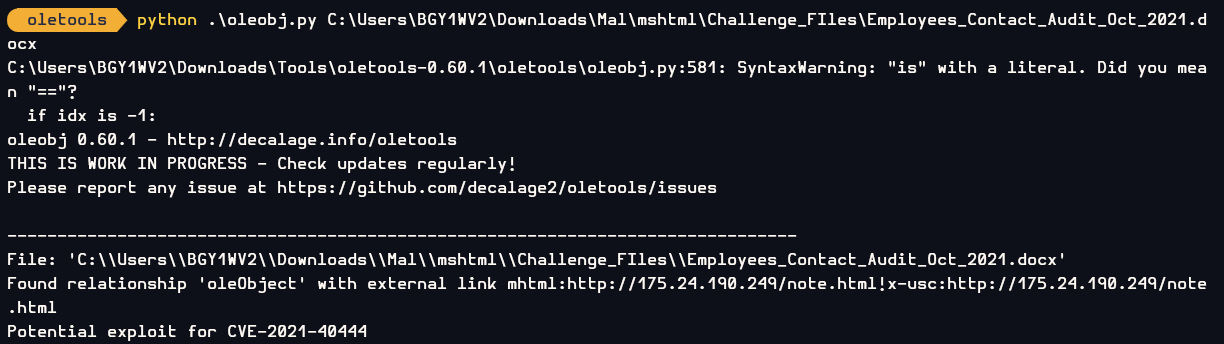 oletools python .\oleobj.py C:\Users\BGY1WV2\Downloads\Mal\mshtml\Challenge_FIles\Employees_Contact_Audit_Oct_2021.d
ocx
C:\Users\BGY1WV2\Downloads\Tools\oletools-0.60.1\oletools\oleobj.py:581: SyntaxWarning: "is" with a literal. Did you mea
n "=="?
  if idx is -1:
oleobj 0.60.1 - http://decalage.info/oletools
THIS IS WORK IN PROGRESS - Check updates regularly!
Please report any issue at https://github.com/decalage2/oletools/issues

-------------------------------------------------------------------------------
File: 'C:\\Users\\BGY1WV2\\Downloads\\Mal\\mshtml\\Challenge_FIles\\Employees_Contact_Audit_Oct_2021.docx'
Found relationship 'oleObject' with external link mhtml:http://175.24.190.249/note.html!x-usc:http://175.24.190.249/note
.html
Potential exploit for CVE-2021-40444